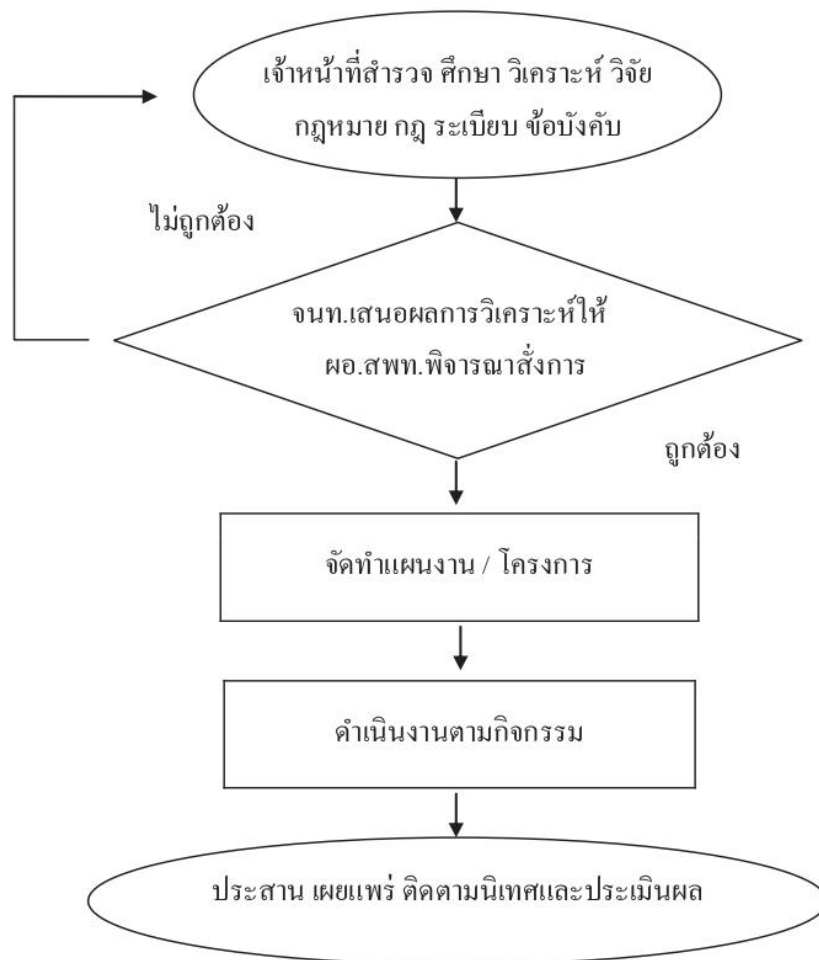 เจ้าหน้าที่สำรวจ ศึกษา วิเคราะห์ วิจัย
กฎหมาย กฎ ระเบียบ ข้อบังคับ
ไม่ถูกต้อง
จนท.เสนอผลการวิเคราะห์ให้
ผอ.สพท.พิจารณาสั่งการ
ถูกต้อง
จัดทำแผนงาน / โครงการ
ดำเนินงานตามกิจกรรม
ประสาน เผยแพร่ ติดตามนิเทศและประเมินผล